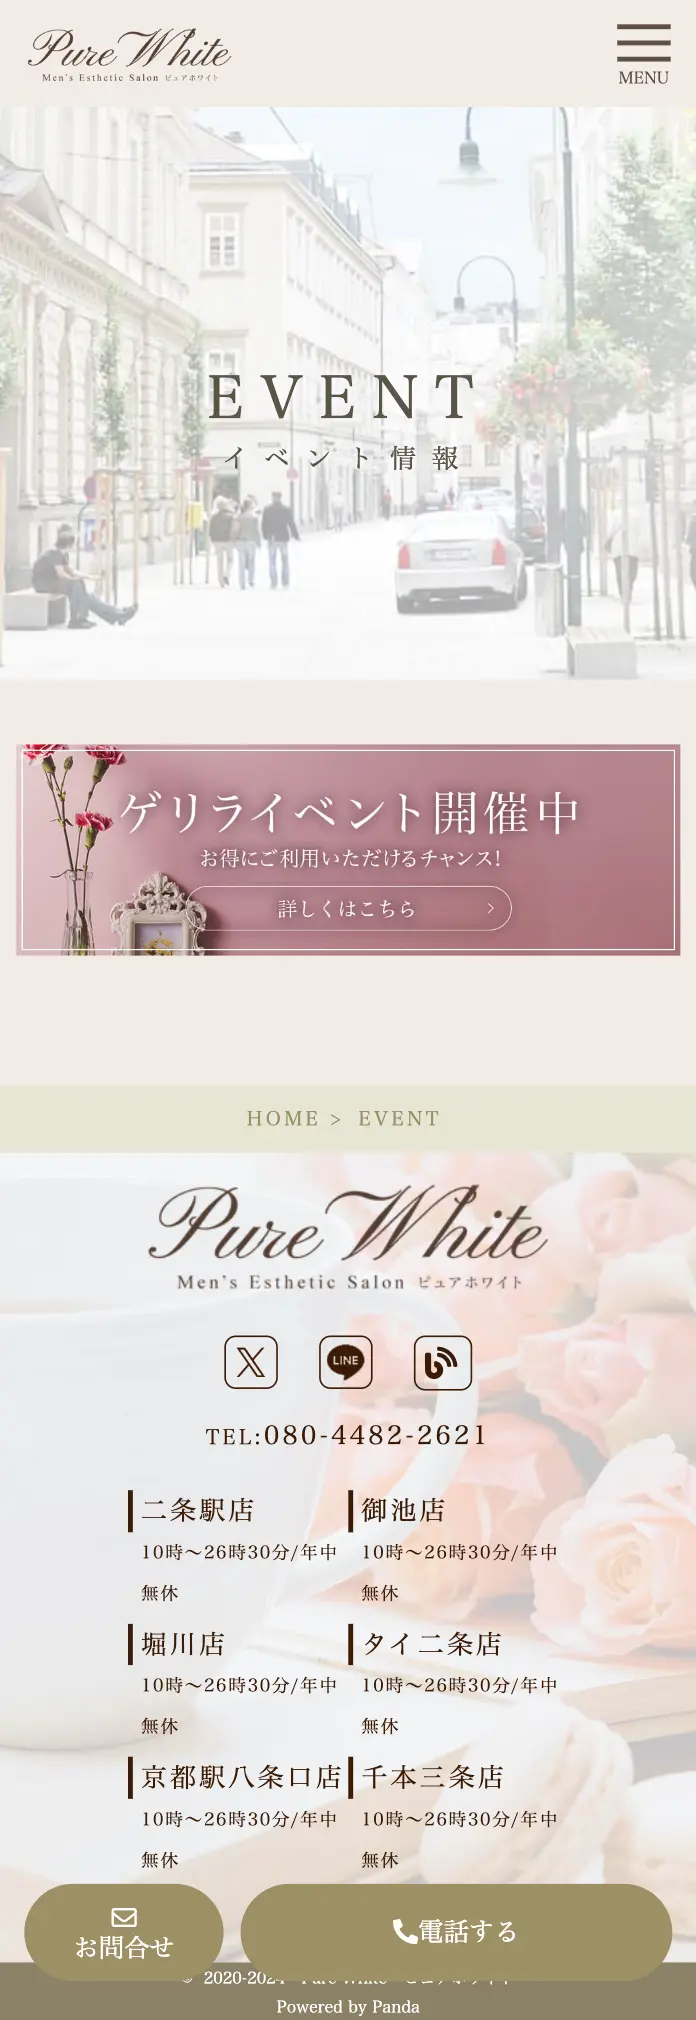 Pure White
Men's Esthetic Salon ピュアホワイト
MENU
EVENT
イベント情報
ゲリライベント開催中
お得にご利用いただけるチャンス!
詳しくはこちら
HOME > EVENT
Pure White
Men's Esthetic Salon ピュアホワイト
LINE
TEL:080-4482-2621
二条駅店
10時～26時30分/年中
無休
御池店
10時～26時30分/年中
無休
堀川店
10時～26時30分/年中
無休
タイ二条店
10時～26時30分/年中
無休
京都駅八条口店
10時～26時30分/年中
無休
千本三条店
10時～26時30分/年中
無休
お問合せ
電話する
© 2020-2024
Powered by Panda